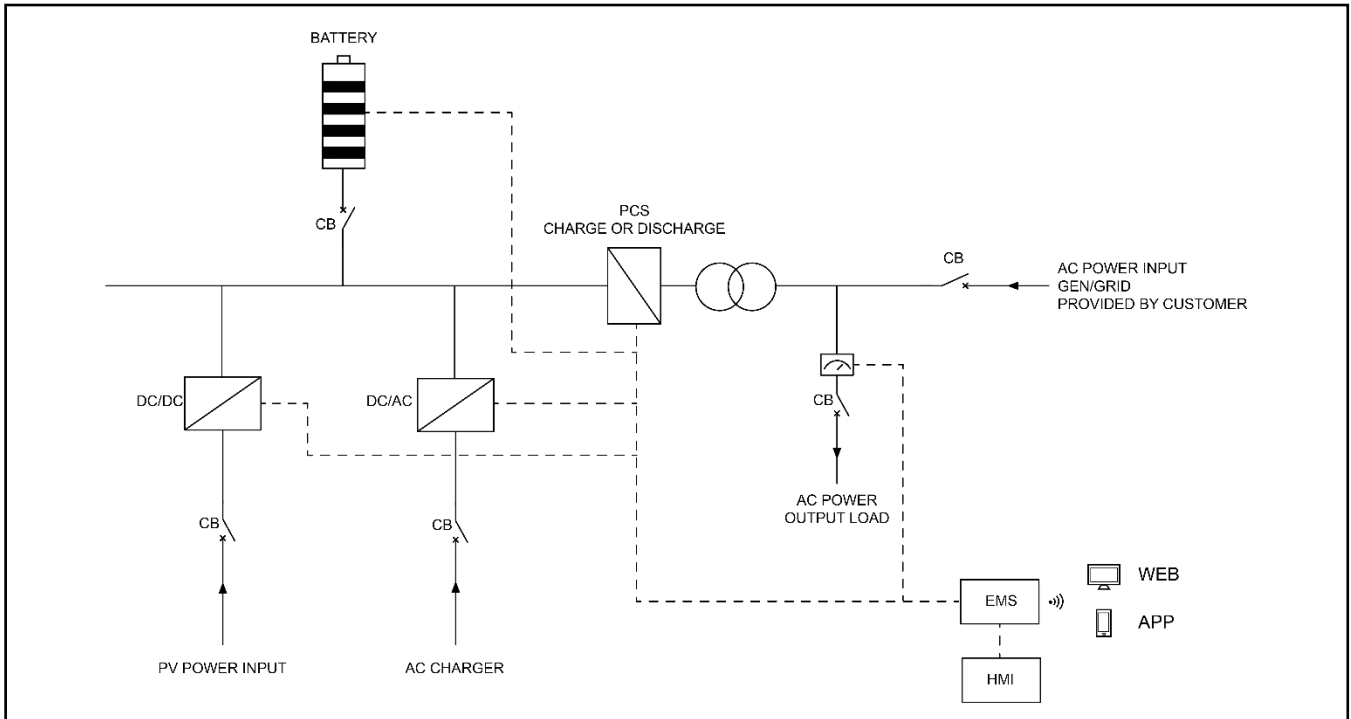 BATTERY
CB
PCS
CHARGE OR DISCHARGE
CB
AC POWER INPUT
GEN/GRID
PROVIDED BY CUSTOMER
DC/DC
DC/AC
CB
AC POWER
OUTPUT LOAD
CB
CB
PV POWER INPUT
AC CHARGER
EMS
WEB
APP
HMI